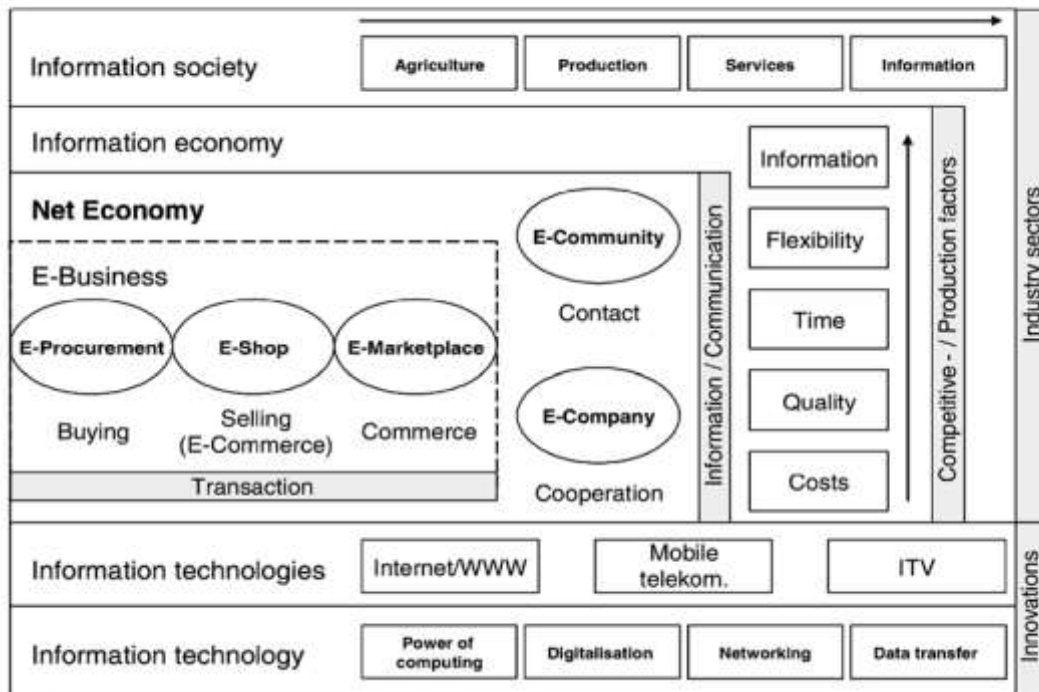 Information society
Agriculture
Production
Services
Information
Information economy
Net Economy
E-Business
E-Procurement
E-Shop
E-Marketplace
Buying
Selling
(E-Commerce)
Commerce
Transaction
E-Community
Contact
E-Company
Cooperation
Information / Communication
Information
Flexibility
Time
Quality
Costs
Competitive - / Production factors
Industry sectors
Information technologies
Internet/WWW
Mobile
telekom.
ITV
Information technology
Power of
computing
Digitalisation
Networking
Data transfer
Innovations